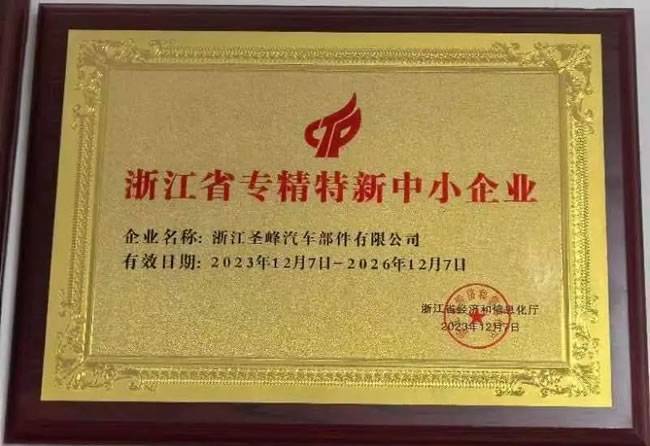 浙江省专精特新中小企业
企业名称: 浙江圣峰汽车部件有限公司
有效日期: 2023年12月7日-2026年12月7日
浙江省经济和信息化厅
2023年12月7日